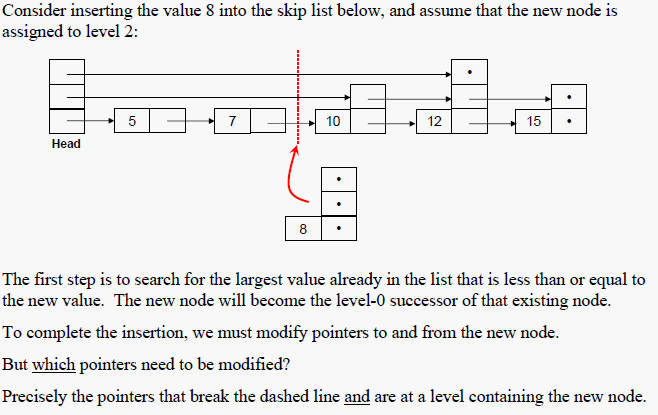 Consider inserting the value 8 into the skip list below, and assume that the new node is
assigned to level 2:
5 7 10 12 15
Head
8
The first step is to search for the largest value already in the list that is less than or equal to
the new value. The new node will become the level-0 successor of that existing node.
To complete the insertion, we must modify pointers to and from the new node.
But which pointers need to be modified?
Precisely the pointers that break the dashed line and are at a level containing the new node.